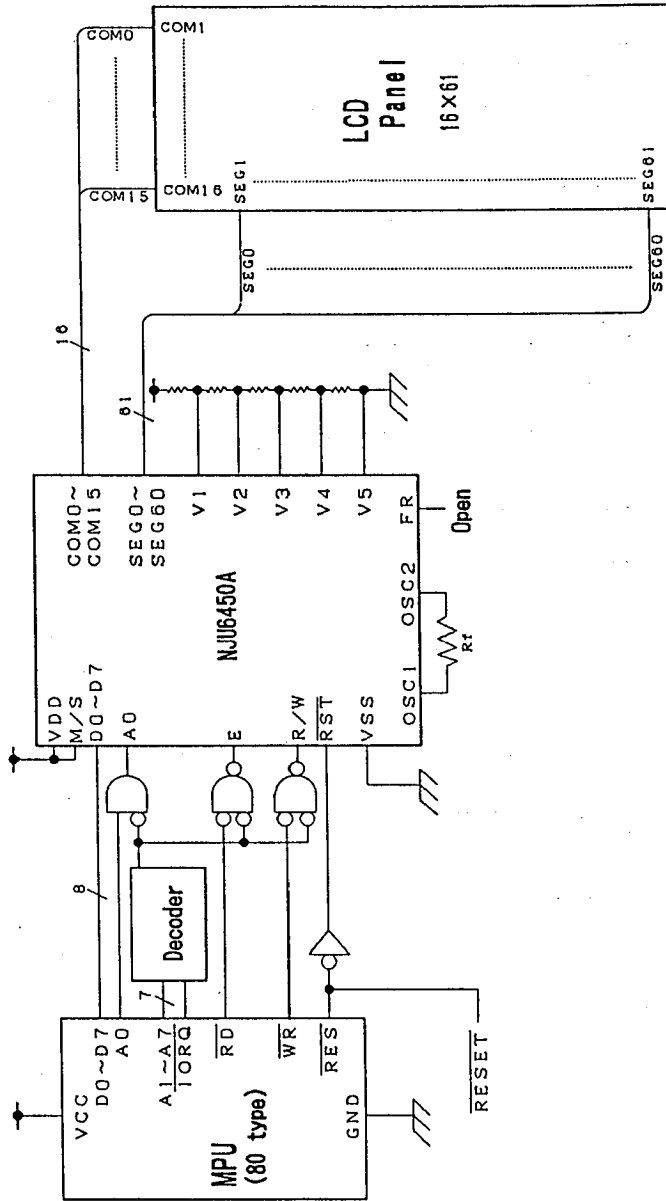 VCC
D0~D7
A0
A1~A7
IORQ
RD
WR
RES
GND
MPU
(80 type)
8
7
Decoder
RESET
VDD
M/S
D0~D7
A0
E
R/W
RST
VSS
NJU6450A
COM0~
COM15
SEG0~
SEG60
V1
V2
V3
V4
V5
OSC1
OSC2
FR
Rf
Open
16
61
COM0
COM15
COM1
COM16
SEG0
SEG60
SEG1
SEG61
LCD
Panel
16×61